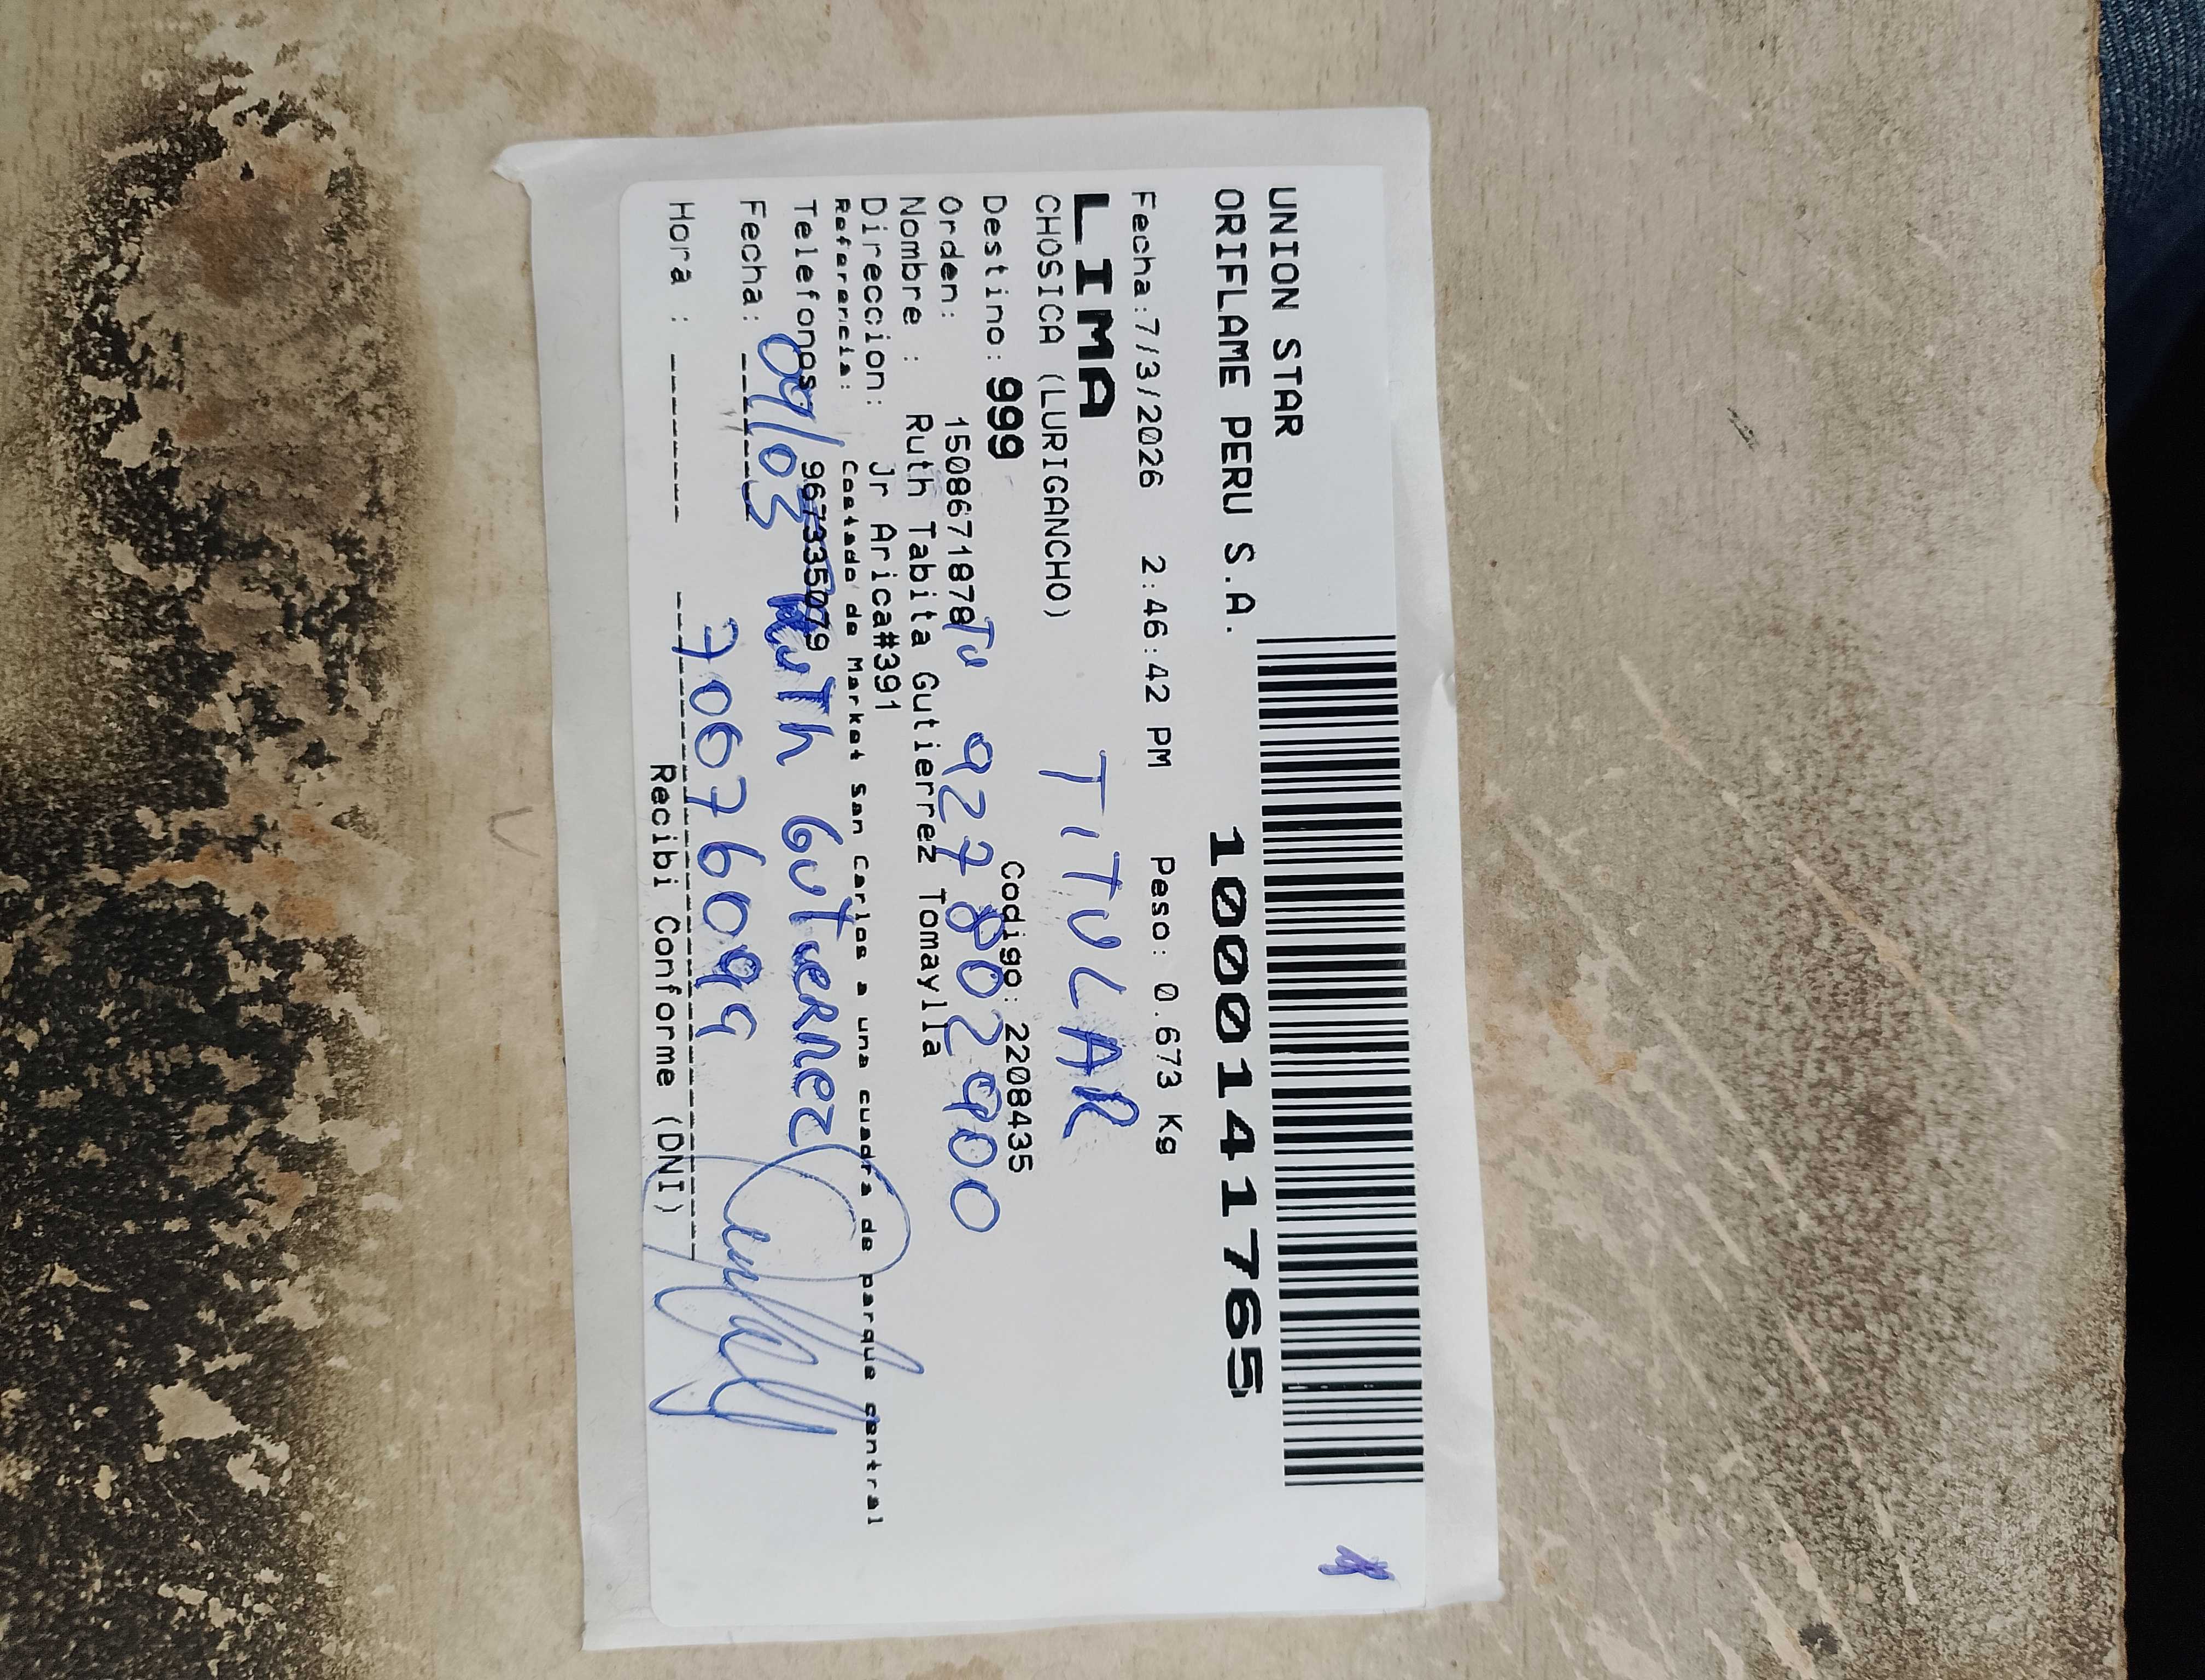 UNION STAR
ORIFLAME PERU S.A.
1000141765
Fecha:7/3/2026 2:46:42 PM Peso: 0.673 Kg
LIMA
TITULAR
CHOSICA (LURIGANCHO)
Destino: 999 Codigo: 2208435
Orden: 1508671878 927802900
Nombre : Ruth Tabita Gutierrez Tomaylla
Direccion: Jr Arica#391
Referencia: Costado de Market San Carlos a una cuadra de parque central
Telefonos 967335079
Fecha: 09/03 Ruth Gutierrez
Hora : 70076099
Recibi Conforme (DNI)